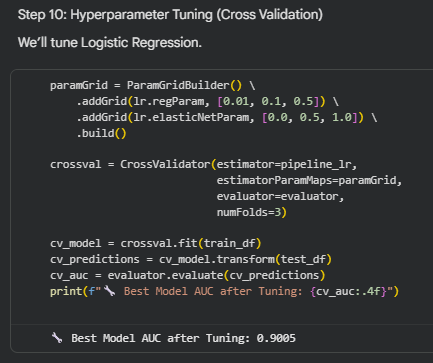 Step 10: Hyperparameter Tuning (Cross Validation)
We'll tune Logistic Regression.
paramGrid = ParamGridBuilder() \
    .addGrid(lr.regParam, [0.01, 0.1, 0.5]) \
    .addGrid(lr.elasticNetParam, [0.0, 0.5, 1.0]) \
    .build()
crossval = CrossValidator(estimator=pipeline_lr,
                          estimatorParamMaps=paramGrid,
                          evaluator=evaluator,
                          numFolds=3)
cv_model = crossval.fit(train_df)
cv_predictions = cv_model.transform(test_df)
cv_auc = evaluator.evaluate(cv_predictions)
print(f"🔧 Best Model AUC after Tuning: {cv_auc:.4f}")
🔧 Best Model AUC after Tuning: 0.9005